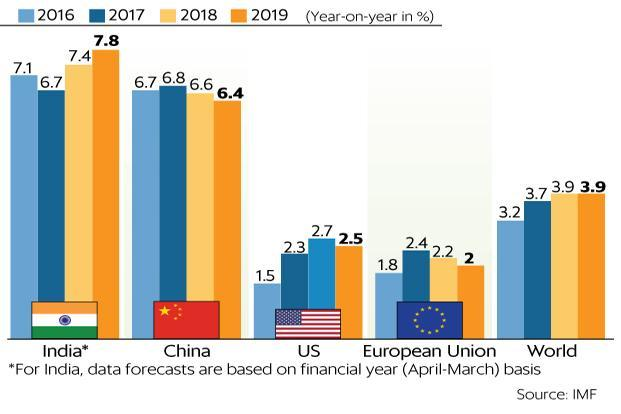 2016 2017 2018 2019 (Year-on-year in %)
7.1 6.7 7.4 7.8
6.7 6.8 6.6 6.4
1.5 2.3 2.7 2.5
1.8 2.4 2.2 2
3.2 3.7 3.9 3.9
India* China US European Union World
*For India, data forecasts are based on financial year (April-March) basis
Source: IMF